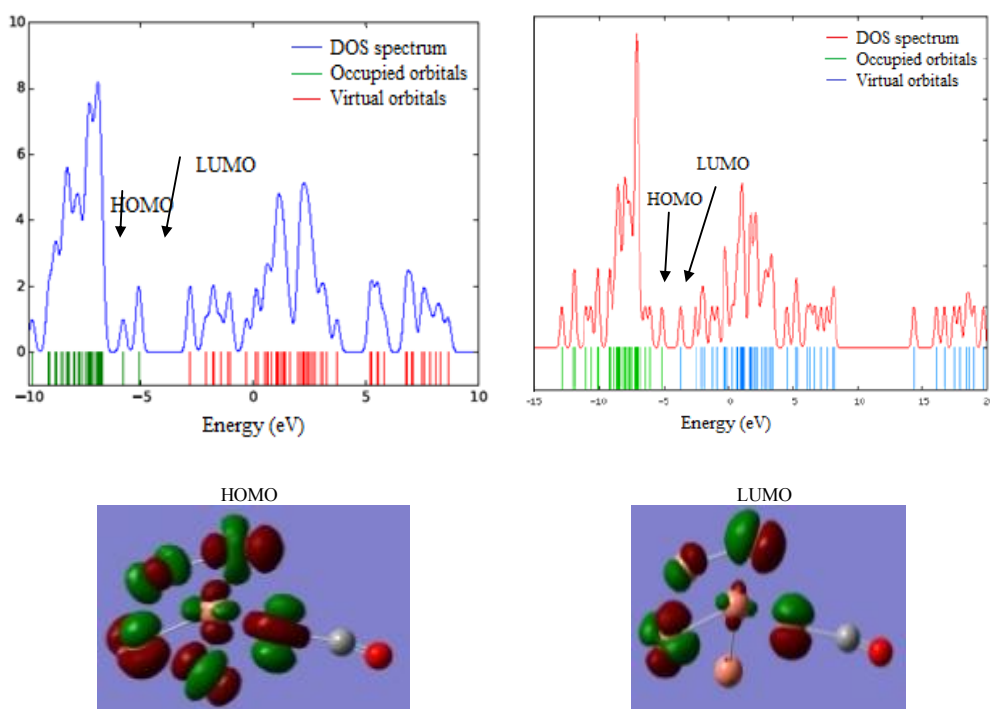 10
8
6
4
2
0
DOS spectrum
Occupied orbitals
Virtual orbitals
LUMO
HOMO
-10
-5
0
5
10
Energy (eV)
DOS spectrum
Occupied orbitals
Virtual orbitals
LUMO
HOMO
-15
-10
-5
0
5
10
15
20
Energy (eV)
HOMO
LUMO